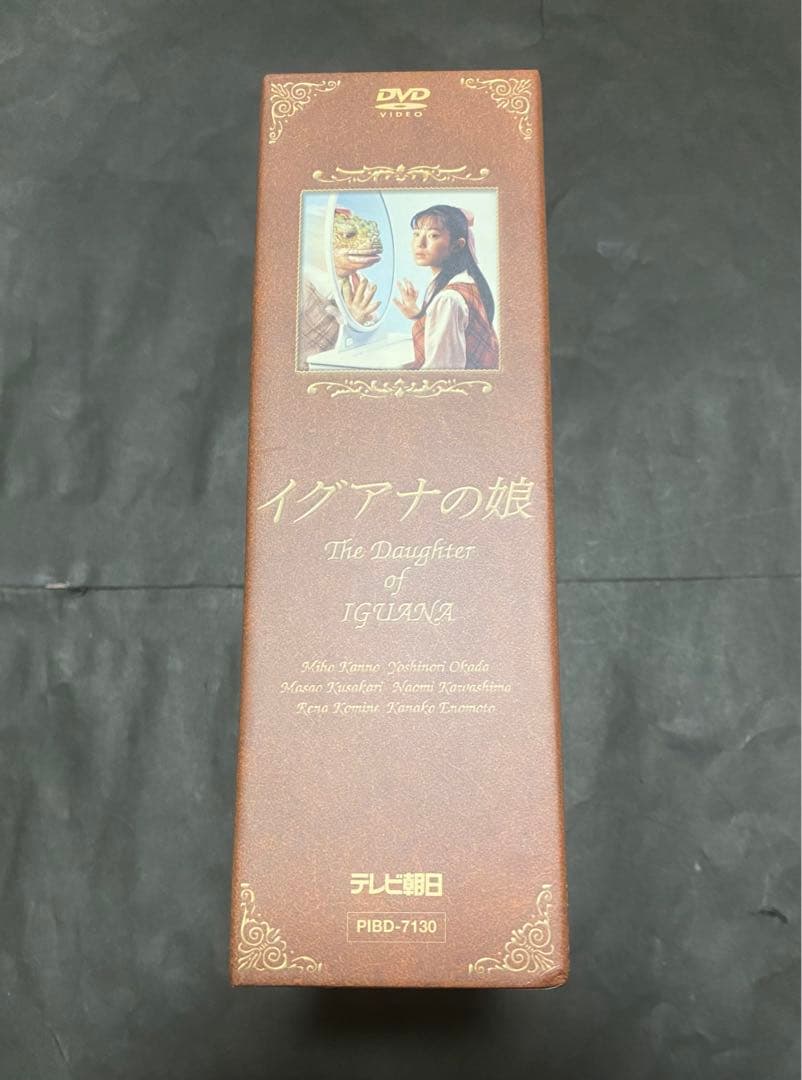 DVD
VIDEO
イグアナの娘
The Daughter
of
IGUANA
Miho Kanno Yoshinori Okada
Masao Kusakari Naomi Kawashima
Rena Komine Kanako Enomoto
テレビ朝日
PIBD-7130